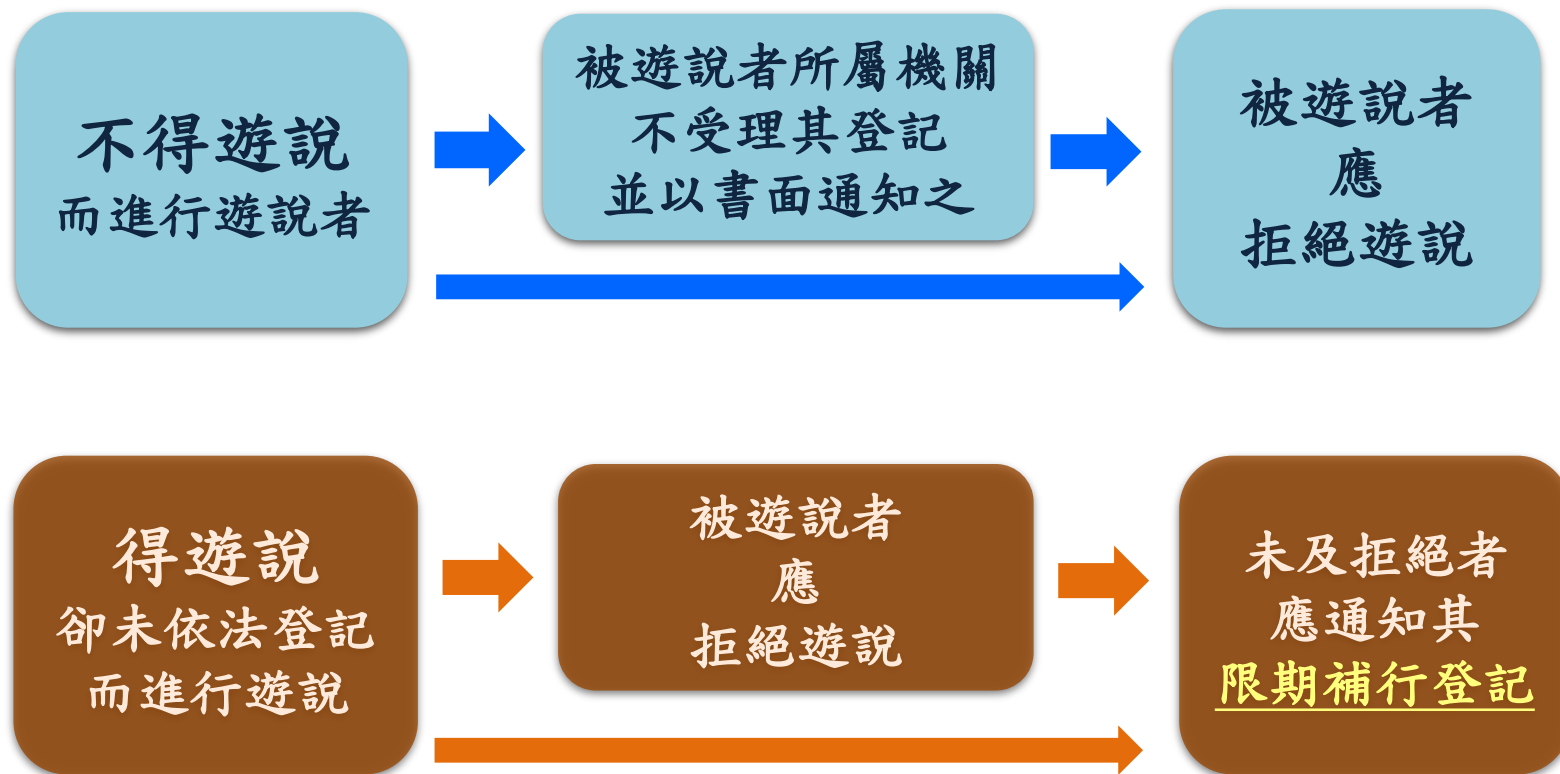 不得遊說
而進行遊說者
被遊說者所屬機關
不受理其登記
並以書面通知之
被遊說者
應
拒絕遊說
得遊說
卻未依法登記
而進行遊說
被遊說者
應
拒絕遊說
未及拒絕者
應通知其
限期補行登記